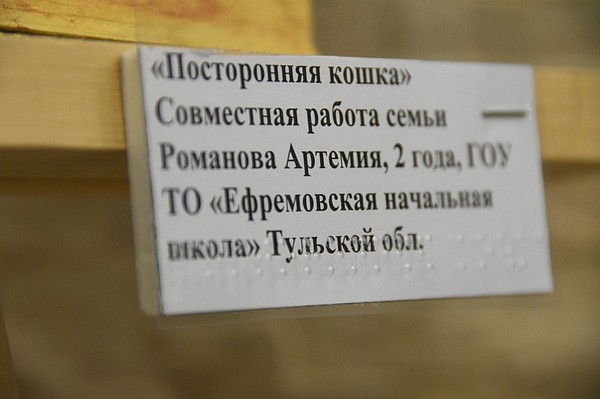 «Посторонняя кошка»
Совместная работа семьи
Романова Артемия, 2 года, ГОУ
ТО «Ефремовская начальная
школа» Тульской обл.